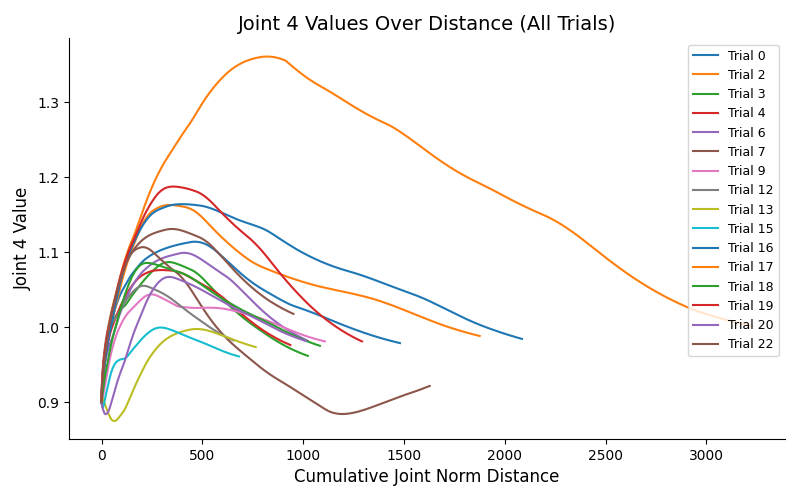 Joint 4 Values Over Distance (All Trials)
Joint 4 Value
1.3
1.2
1.1
1.0
0.9
0
500
1000
1500
2000
2500
3000
Cumulative Joint Norm Distance
Trial 0
Trial 2
Trial 3
Trial 4
Trial 6
Trial 7
Trial 9
Trial 12
Trial 13
Trial 15
Trial 16
Trial 17
Trial 18
Trial 19
Trial 20
Trial 22